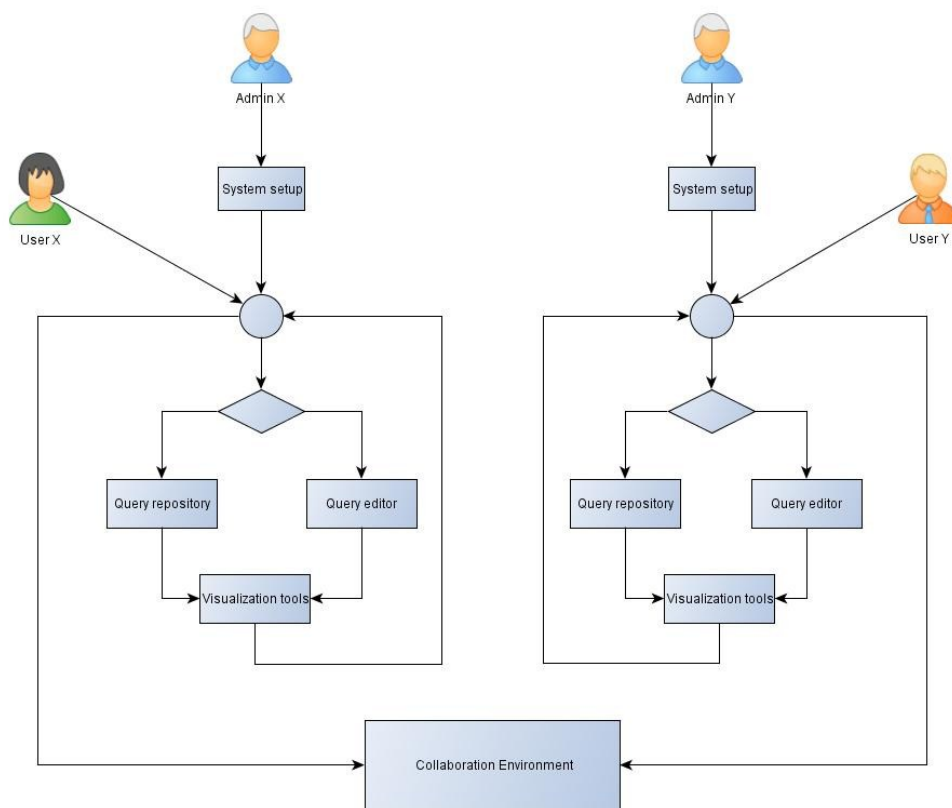 Admin X
Admin Y
System setup
System setup
User X
User Y
Query repository
Query editor
Query repository
Query editor
Visualization tools
Visualization tools
Collaboration Environment